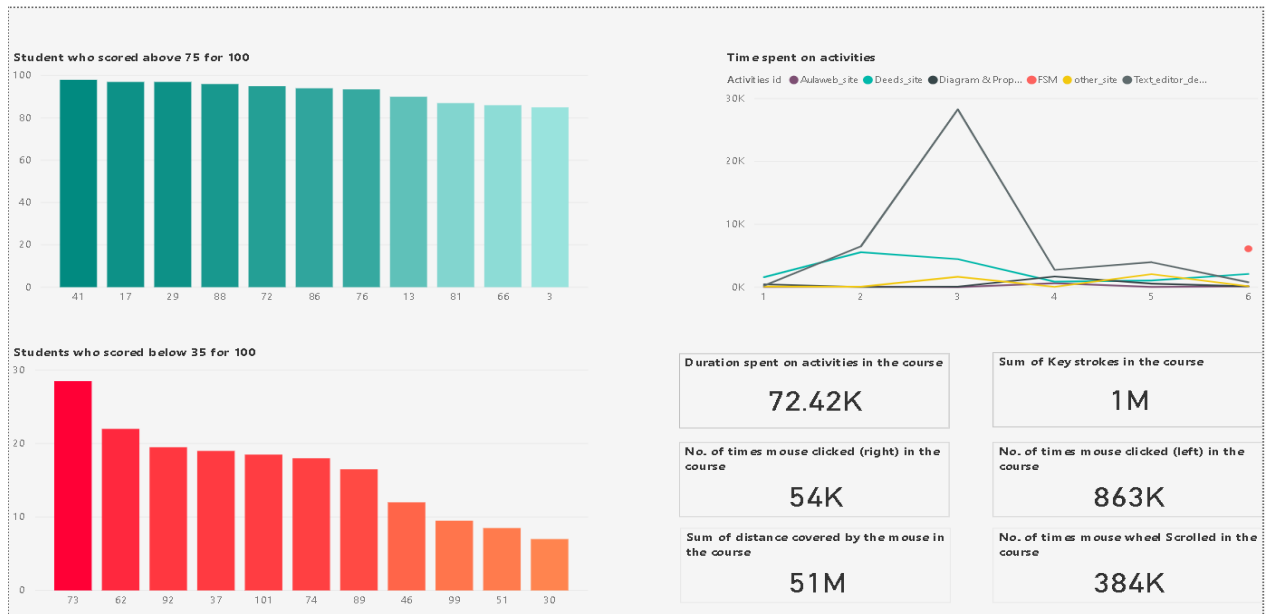 Student who scored above 75 for 100
100
80
60
40
20
0
41 17 29 88 72 86 76 13 81 66 3
Time spent on activities
Activities id Aulaweb_site Deeds_site Diagram & Prop... FSM other_site Text_editor_de...
30K
20K
10K
0K
1 2 3 4 5 6
Students who scored below 35 for 100
30
20
10
0
73 62 92 37 101 74 89 46 99 51 30
Duration spent on activities in the course
72.42K
Sum of Key strokes in the course
1M
No. of times mouse clicked (right) in the
course
54K
No. of times mouse clicked (left) in the
course
863K
Sum of distance covered by the mouse in
the course
51M
No. of times mouse wheel Scrolled in the
course
384K